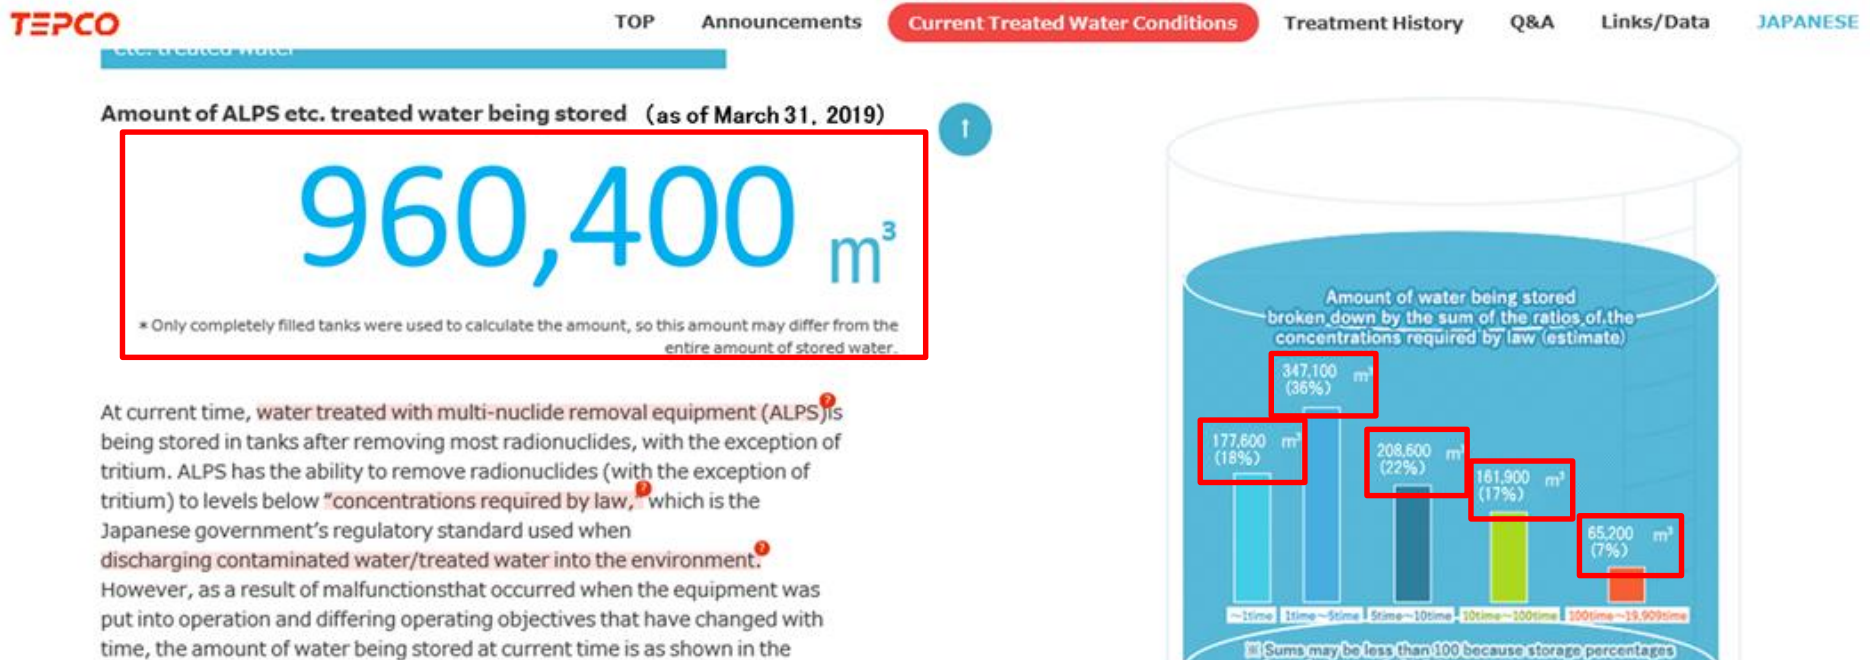 TEPCO
TOP Announcements Current Treated Water Conditions Treatment History Q&A Links/Data JAPANESE
etc. treated water
Amount of ALPS etc. treated water being stored (as of March 31, 2019)
960,400 m³
* Only completely filled tanks were used to calculate the amount, so this amount may differ from the
entire amount of stored water.
At current time, water treated with multi-nuclide removal equipment (ALPS)is
being stored in tanks after removing most radionuclides, with the exception of
tritium. ALPS has the ability to remove radionuclides (with the exception of
tritium) to levels below “concentrations required by law,” which is the
Japanese government’s regulatory standard used when
discharging contaminated water/treated water into the environment.
However, as a result of malfunctionsthat occurred when the equipment was
put into operation and differing operating objectives that have changed with
time, the amount of water being stored at current time is as shown in the
Amount of water being stored
broken down by the sum of the ratios of the
concentrations required by law (estimate)
347,100 m³
(36%)
177,600 m³
(18%)
208,600 m³
(22%)
161,900 m³
(17%)
65,200 m³
(7%)
~1time 1time~5time 5time~10time 10time~100time 100time~19,909time
※ Sums may be less than 100 because storage percentages